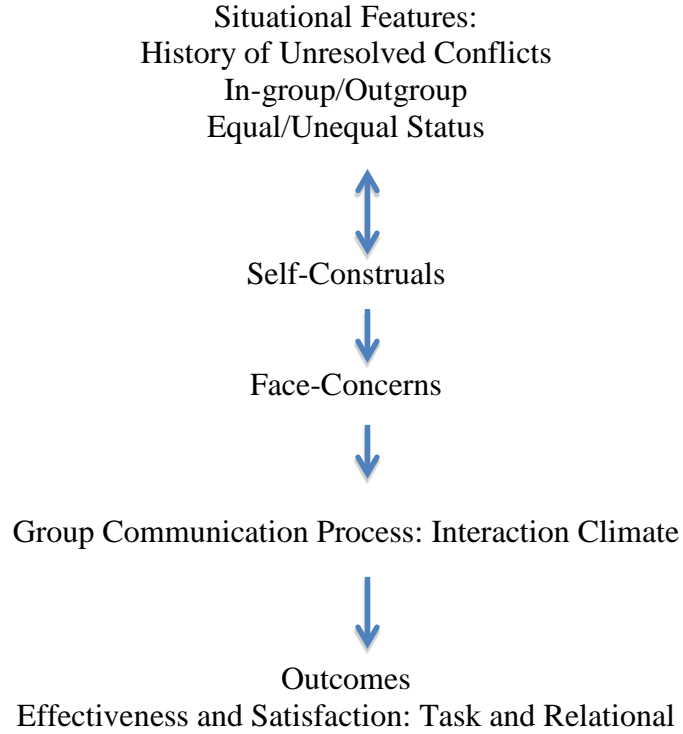 Situational Features:
History of Unresolved Conflicts
In-group/Outgroup
Equal/Unequal Status
Self-Construals
Face-Concerns
Group Communication Process: Interaction Climate
Outcomes
Effectiveness and Satisfaction: Task and Relational